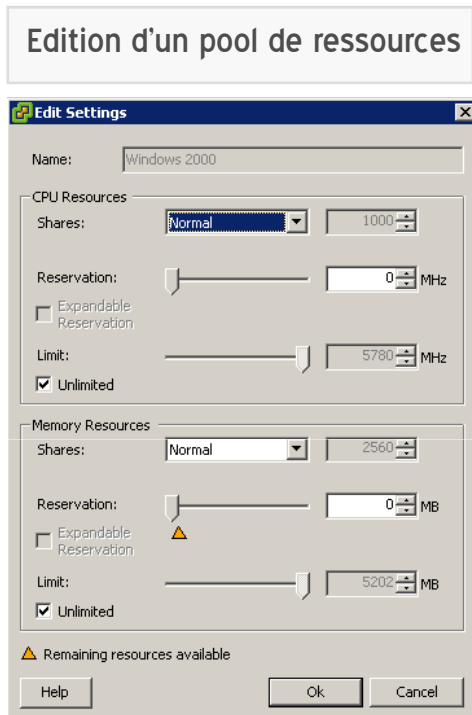 Edition d'un pool de ressources
Edit Settings
Name: Windows 2000
CPU Resources
Shares: Normal 1000
Reservation: 0 MHz
Expandable
Reservation
Limit: 5780 MHz
Unlimited
Memory Resources
Shares: Normal 2560
Reservation: 0 MB
Expandable
Reservation
Limit: 5202 MB
Unlimited
Remaining resources available
Help Ok Cancel